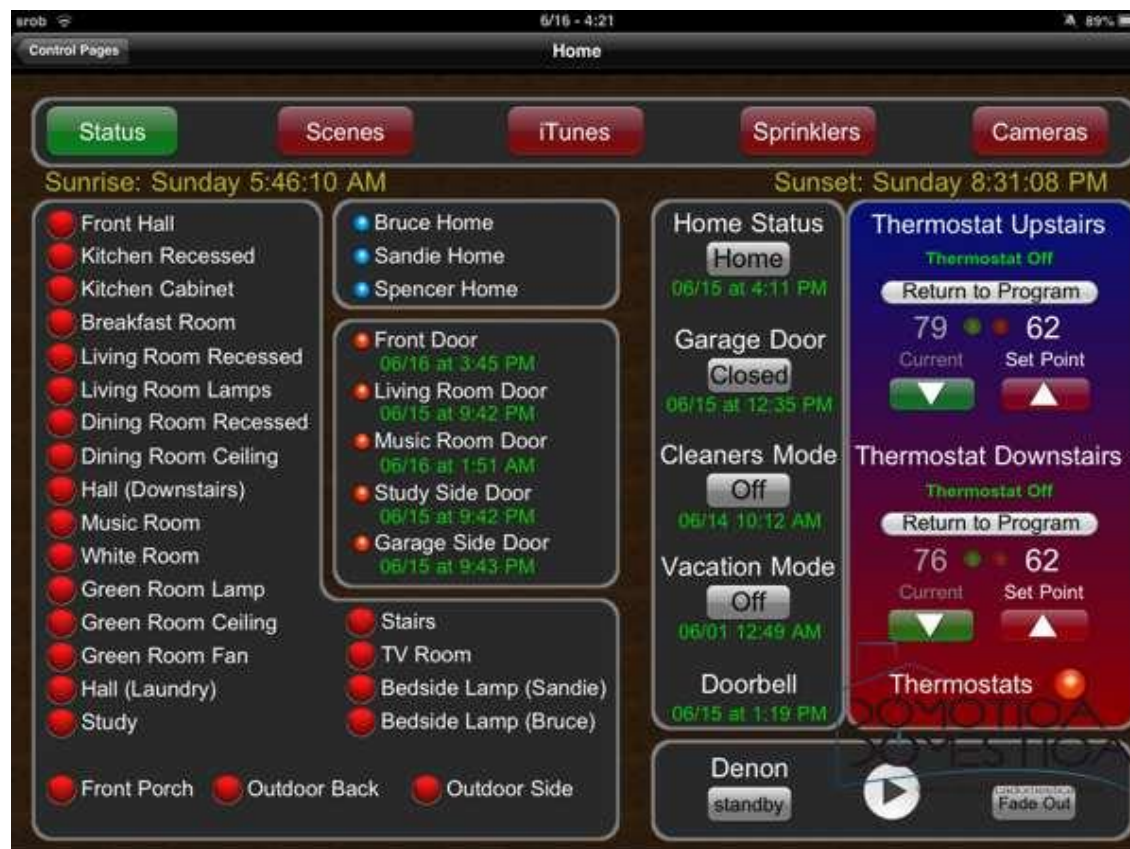 srob 6/16 - 4:21 89%
Control Pages Home
Status Scenes iTunes Sprinklers Cameras
Sunrise: Sunday 5:46:10 AM Sunset: Sunday 8:31:08 PM
Front Hall
Kitchen Recessed
Kitchen Cabinet
Breakfast Room
Living Room Recessed
Living Room Lamps
Dining Room Recessed
Dining Room Ceiling
Hall (Downstairs)
Music Room
White Room
Green Room Lamp
Green Room Ceiling
Green Room Fan
Hall (Laundry)
Study
Bruce Home
Sandie Home
Spencer Home
Front Door
06/16 at 3:45 PM
Living Room Door
06/15 at 9:42 PM
Music Room Door
06/16 at 1:51 AM
Study Side Door
06/15 at 9:42 PM
Garage Side Door
06/15 at 9:43 PM
Stairs
TV Room
Bedside Lamp (Sandie)
Bedside Lamp (Bruce)
Front Porch Outdoor Back Outdoor Side
Home Status
Home
06/15 at 4:11 PM
Garage Door
Closed
06/15 at 12:35 PM
Cleaners Mode
Off
06/14 10:12 AM
Vacation Mode
Off
06/01 12:49 AM
Doorbell
06/15 at 1:19 PM
Thermostat Upstairs
Thermostat Off
Return to Program
79 62
Current Set Point
Thermostat Downstairs
Thermostat Off
Return to Program
76 62
Current Set Point
Thermostats
DOMOTICA
DOMESTICA
Denon
standby
Fade Out